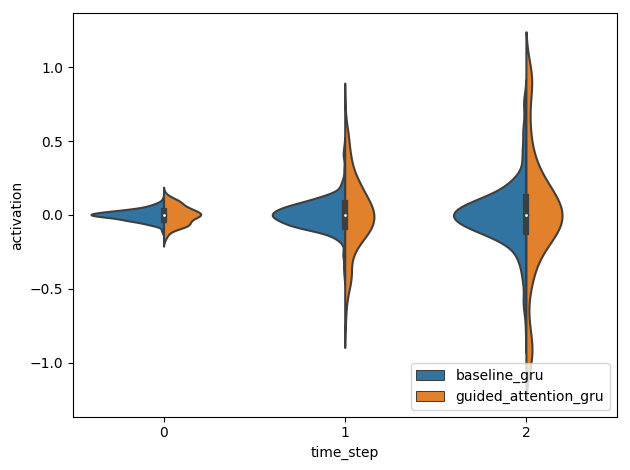 1.0
0.5
0.0
−0.5
−1.0
activation
0
1
2
time_step
baseline_gru
guided_attention_gru